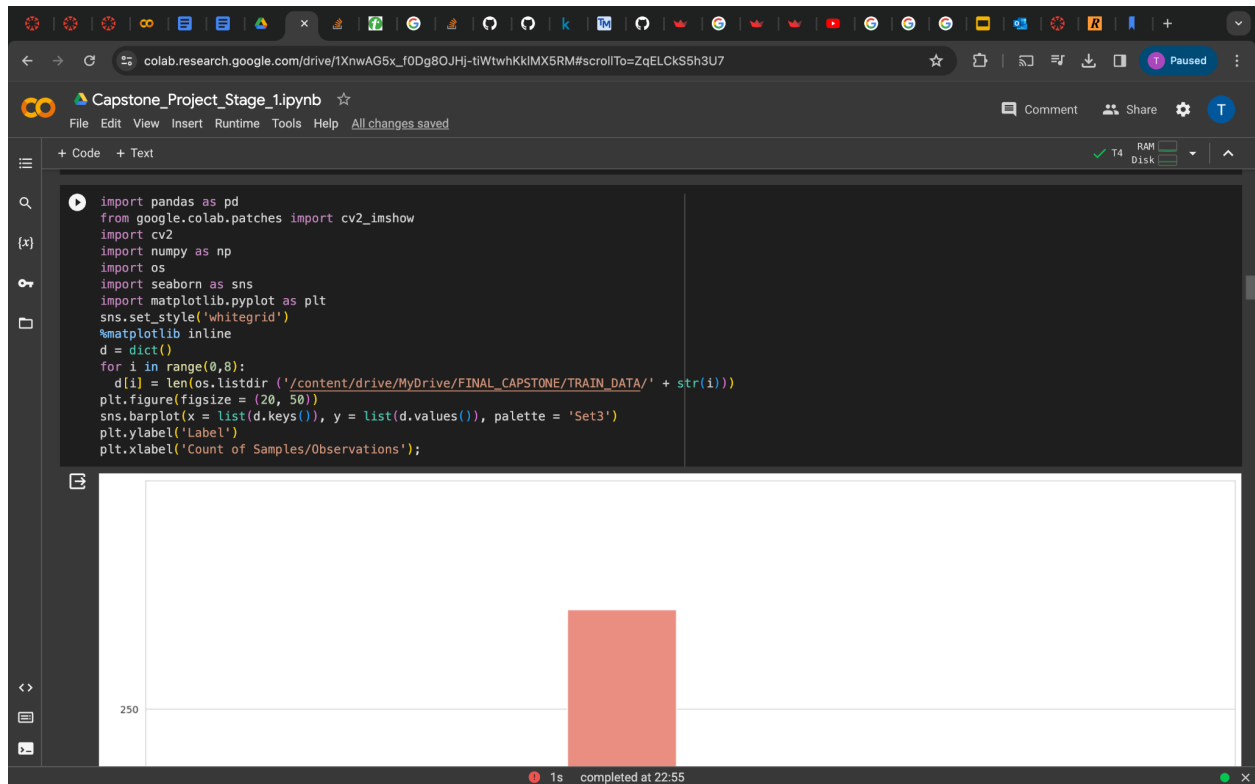 colab.research.google.com/drive/1XnwAG5x_f0Dg8OJHj-tiWtwhKklMX5RM#scrollTo=ZqELCkS5h3U7
T Paused
CO Capstone_Project_Stage_1.ipynb
Comment Share T
File Edit View Insert Runtime Tools Help All changes saved
+ Code + Text
T4 RAM
Disk
import pandas as pd
from google.colab.patches import cv2_imshow
import cv2
import numpy as np
import os
import seaborn as sns
import matplotlib.pyplot as plt
sns.set_style('whitegrid')
%matplotlib inline
d = dict()
for i in range(0,8):
  d[i] = len(os.listdir ('/content/drive/MyDrive/FINAL_CAPSTONE/TRAIN_DATA/' + str(i)))
plt.figure(figsize = (20, 50))
sns.barplot(x = list(d.keys()), y = list(d.values()), palette = 'Set3')
plt.ylabel('Label')
plt.xlabel('Count of Samples/Observations');
{x}
250
1s completed at 22:55